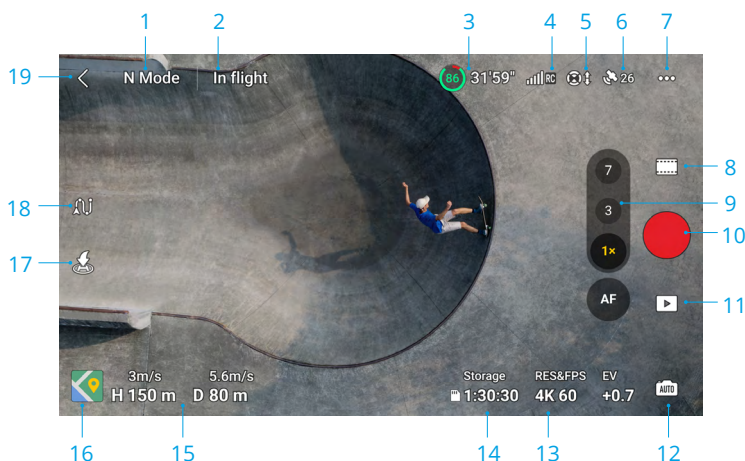 1 2 3 4 5 6 7
19 N Mode In flight 86 31'59" RC 26
7 8
3 9
18 1× 10
17 AF 11
3m/s 5.6m/s Storage RES&FPS EV
H 150 m D 80 m 1:30:30 4K 60 +0.7 AUTO
16 15 14 13 12